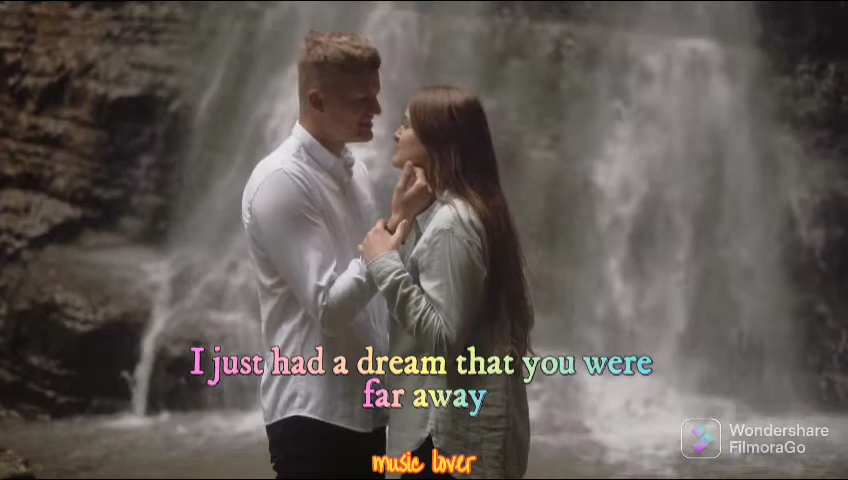 I just had a dream that you were
far away
Wondershare
FilmoraGo
music lover